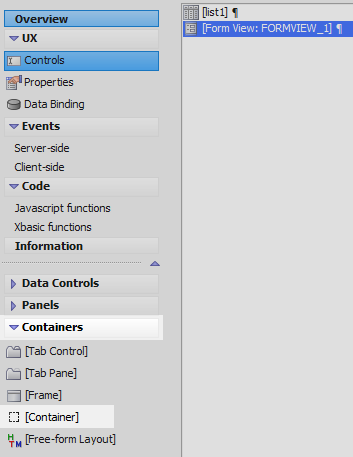 Overview
UX
Controls
Properties
Data Binding
Events
Server-side
Client-side
Code
Javascript functions
Xbasic functions
Information
Data Controls
Panels
Containers
[Tab Control]
[Tab Pane]
[Frame]
[Container]
HTM [Free-form Layout]
[list1] ¶
[Form View: FORMVIEW_1] ¶